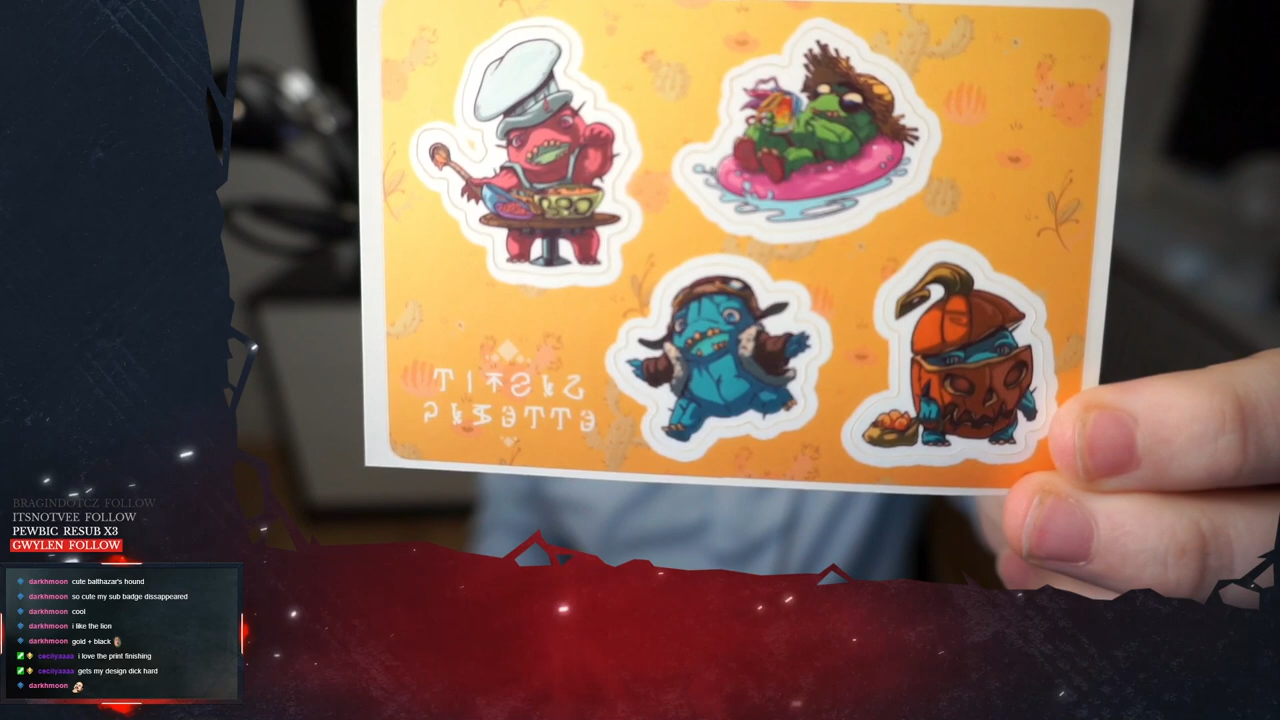 BRAGINDOTCZ FOLLOW
ITSNOTVEE FOLLOW
PEWBIC RESUB X3
GWYLEN FOLLOW
darkhmoon cute balthazar's hound
darkhmoon so cute my sub badge dissappeared
darkhmoon cool
darkhmoon i like the lion
darkhmoon gold + black
cecilyaaaa i love the print finishing
cecilyaaaa gets my design dick hard
darkhmoon